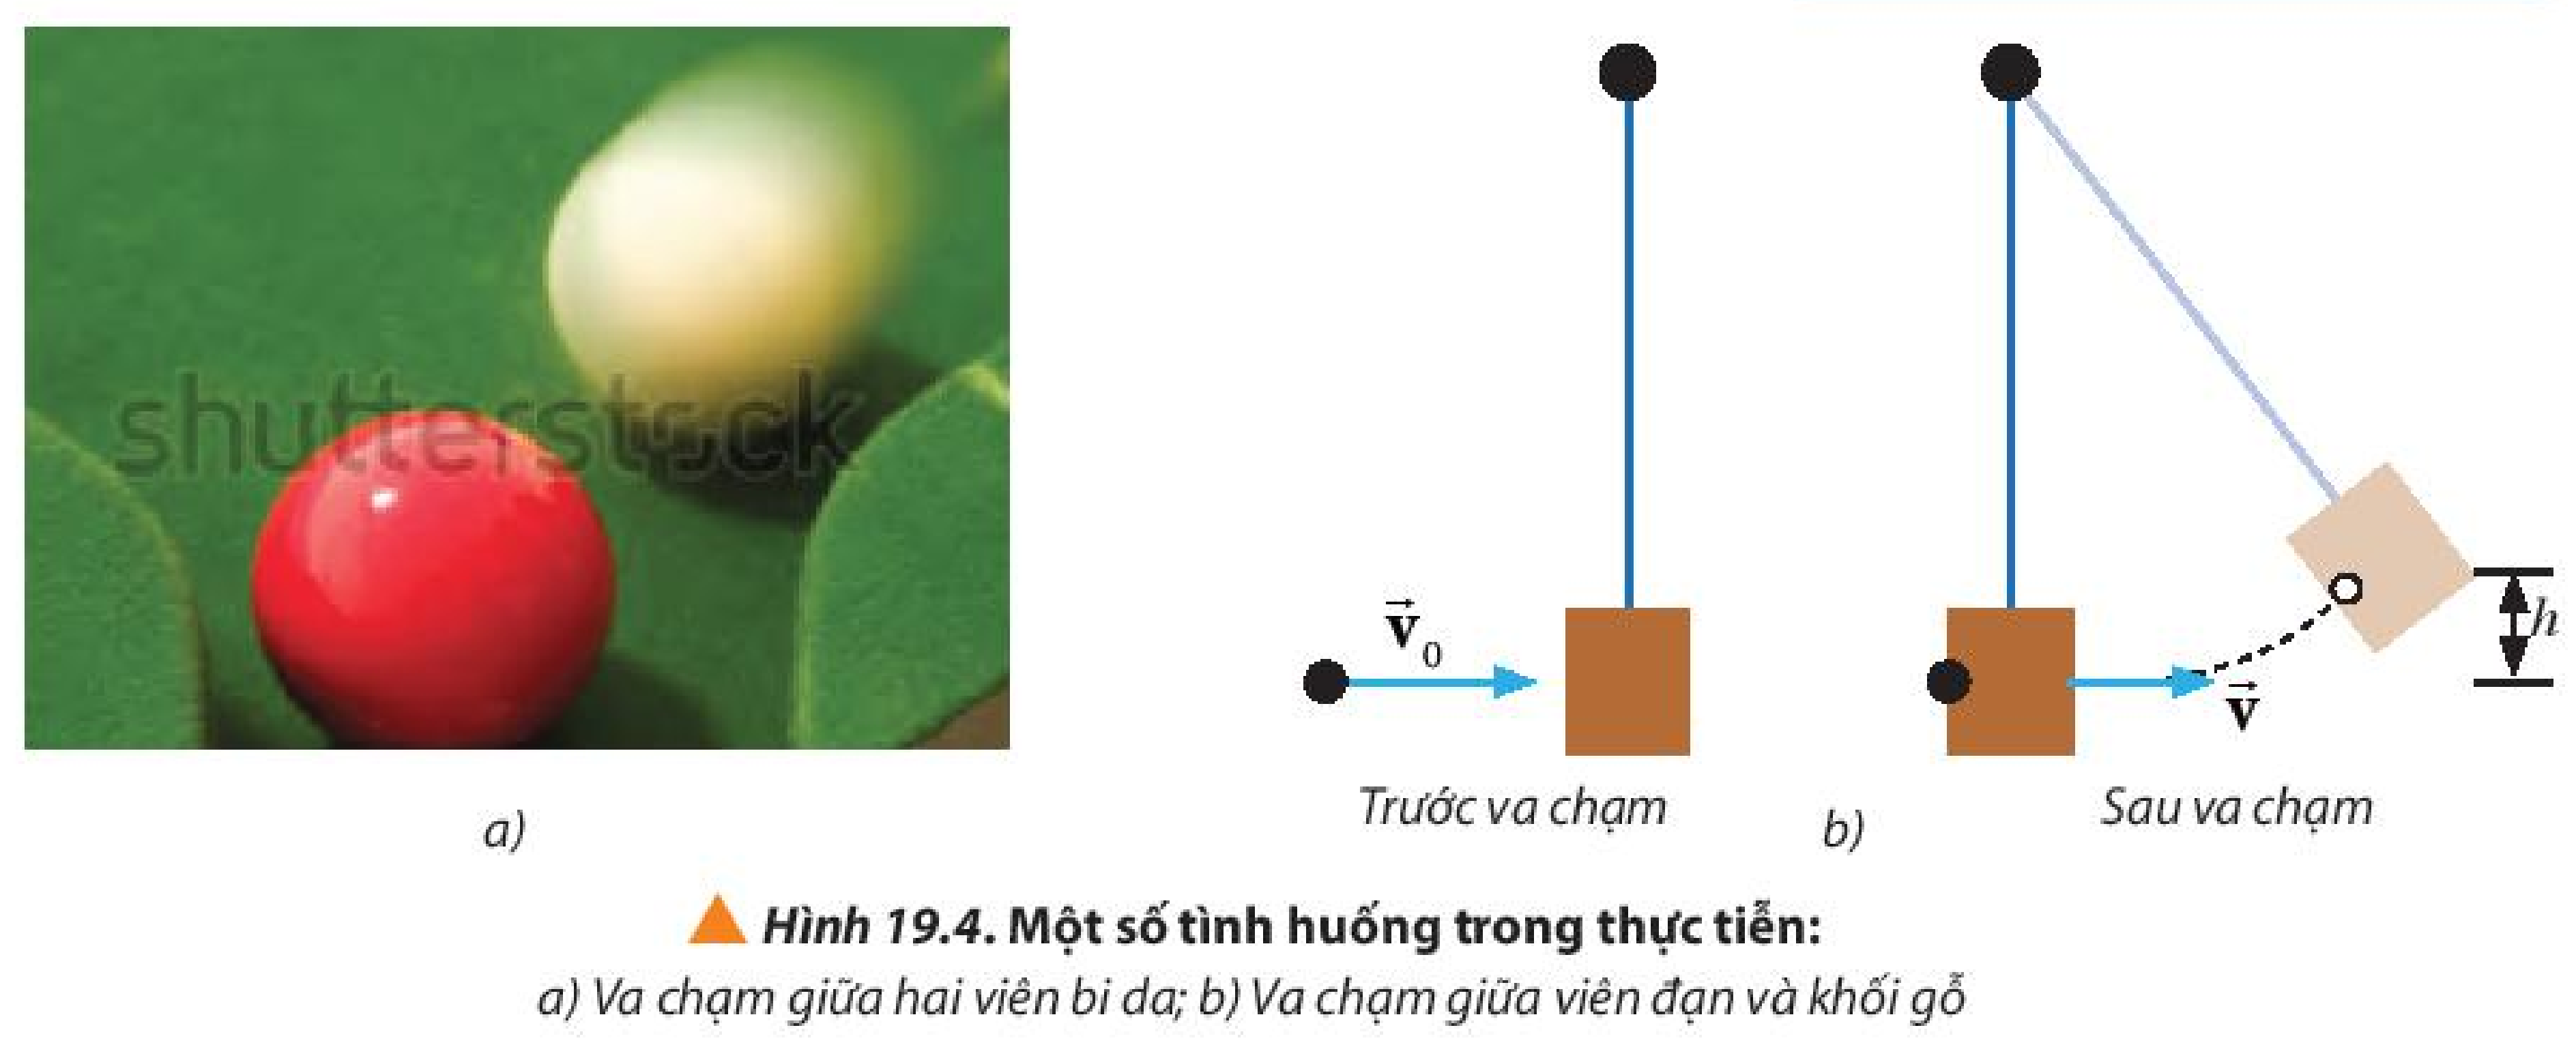 shutterstock
v⃗₀
v⃗
h
Trước va chạm
Sau va chạm
a)
b)
Hình 19.4. Một số tình huống trong thực tiễn:
a) Va chạm giữa hai viên bi da; b) Va chạm giữa viên đạn và khối gỗ